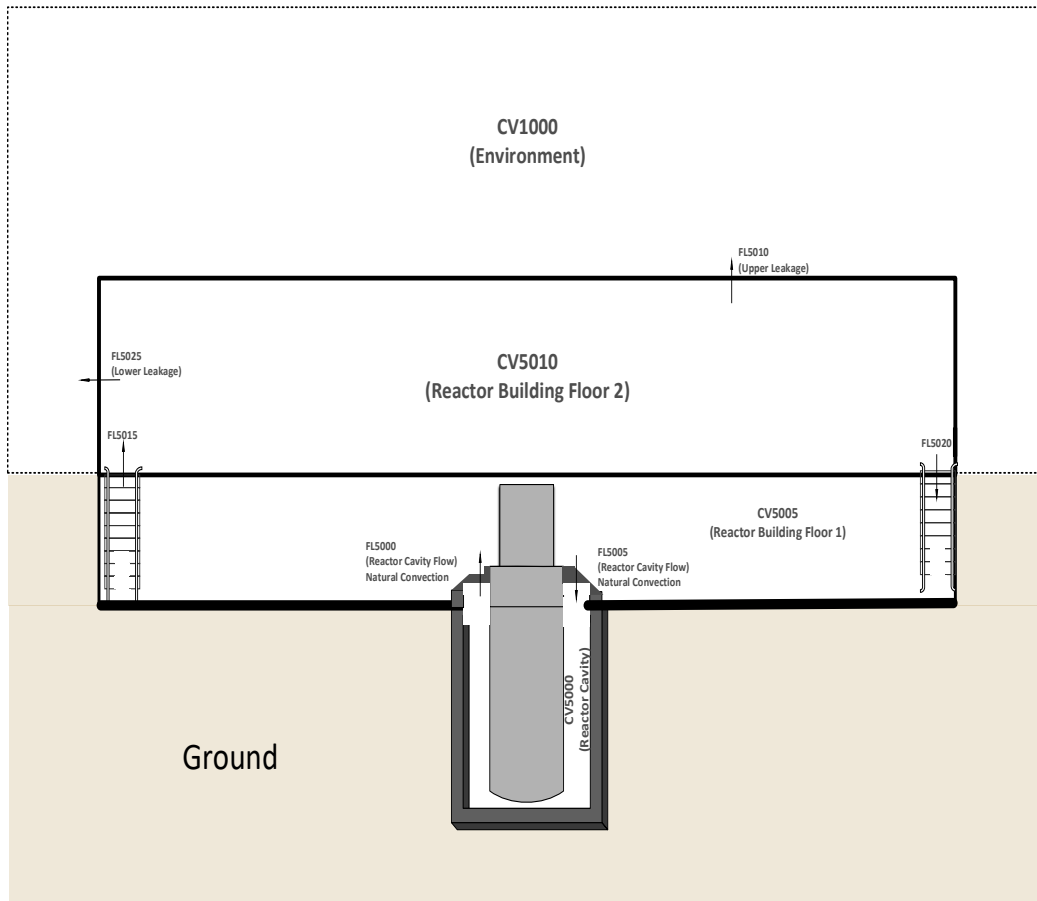 CV1000
(Environment)
FL5010
(Upper Leakage)
FL5025
(Lower Leakage)
CV5010
(Reactor Building Floor 2)
FL5015
FL5020
CV5005
(Reactor Building Floor 1)
FL5000
(Reactor Cavity Flow)
Natural Convection
FL5005
(Reactor Cavity Flow)
Natural Convection
CV5000
(Reactor Cavity)
Ground